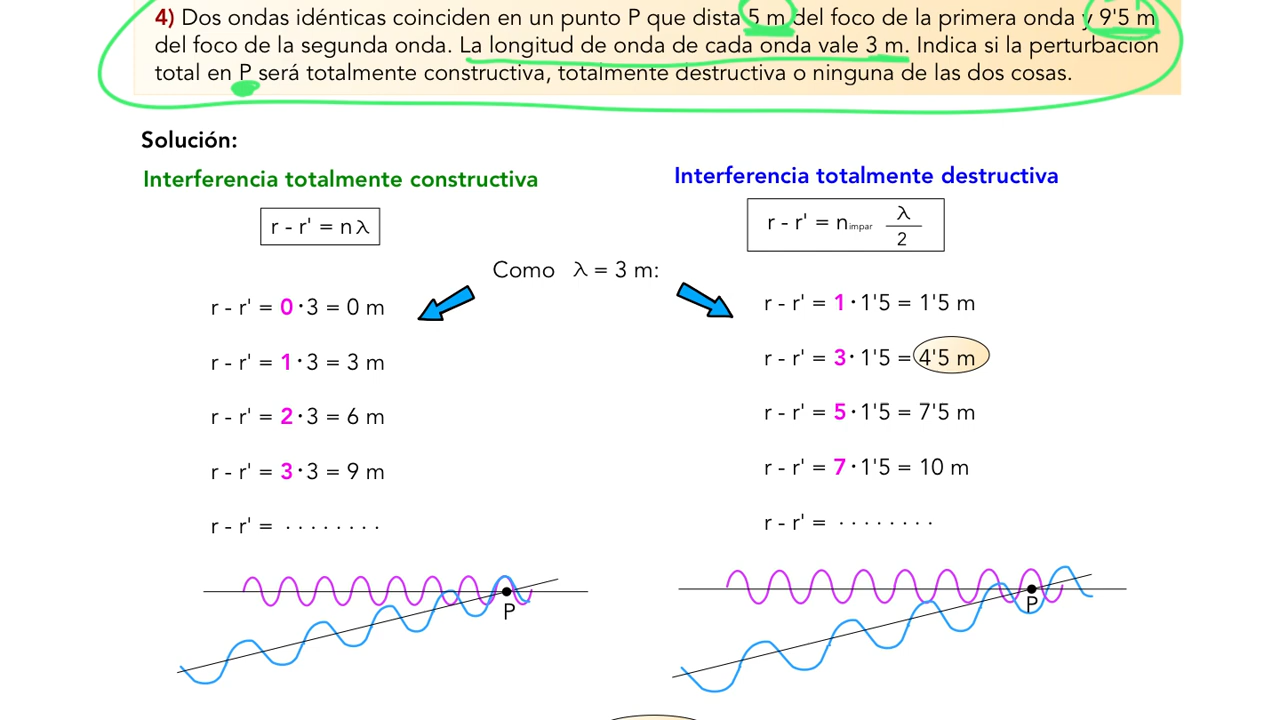 4) Dos ondas idénticas coinciden en un punto P que dista 5 m del foco de la primera onda y 9'5 m
del foco de la segunda onda. La longitud de onda de cada onda vale 3 m. Indica si la perturbación
total en P será totalmente constructiva, totalmente destructiva o ninguna de las dos cosas.
Solución:
Interferencia totalmente constructiva
r - r' = n λ
Interferencia totalmente destructiva
r - r' = n impar λ / 2
Como λ = 3 m:
r - r' = 0 · 3 = 0 m
r - r' = 1 · 3 = 3 m
r - r' = 2 · 3 = 6 m
r - r' = 3 · 3 = 9 m
r - r' = · · · · · · · ·
r - r' = 1 · 1'5 = 1'5 m
r - r' = 3 · 1'5 = 4'5 m
r - r' = 5 · 1'5 = 7'5 m
r - r' = 7 · 1'5 = 10 m
r - r' = · · · · · · · ·
P
P